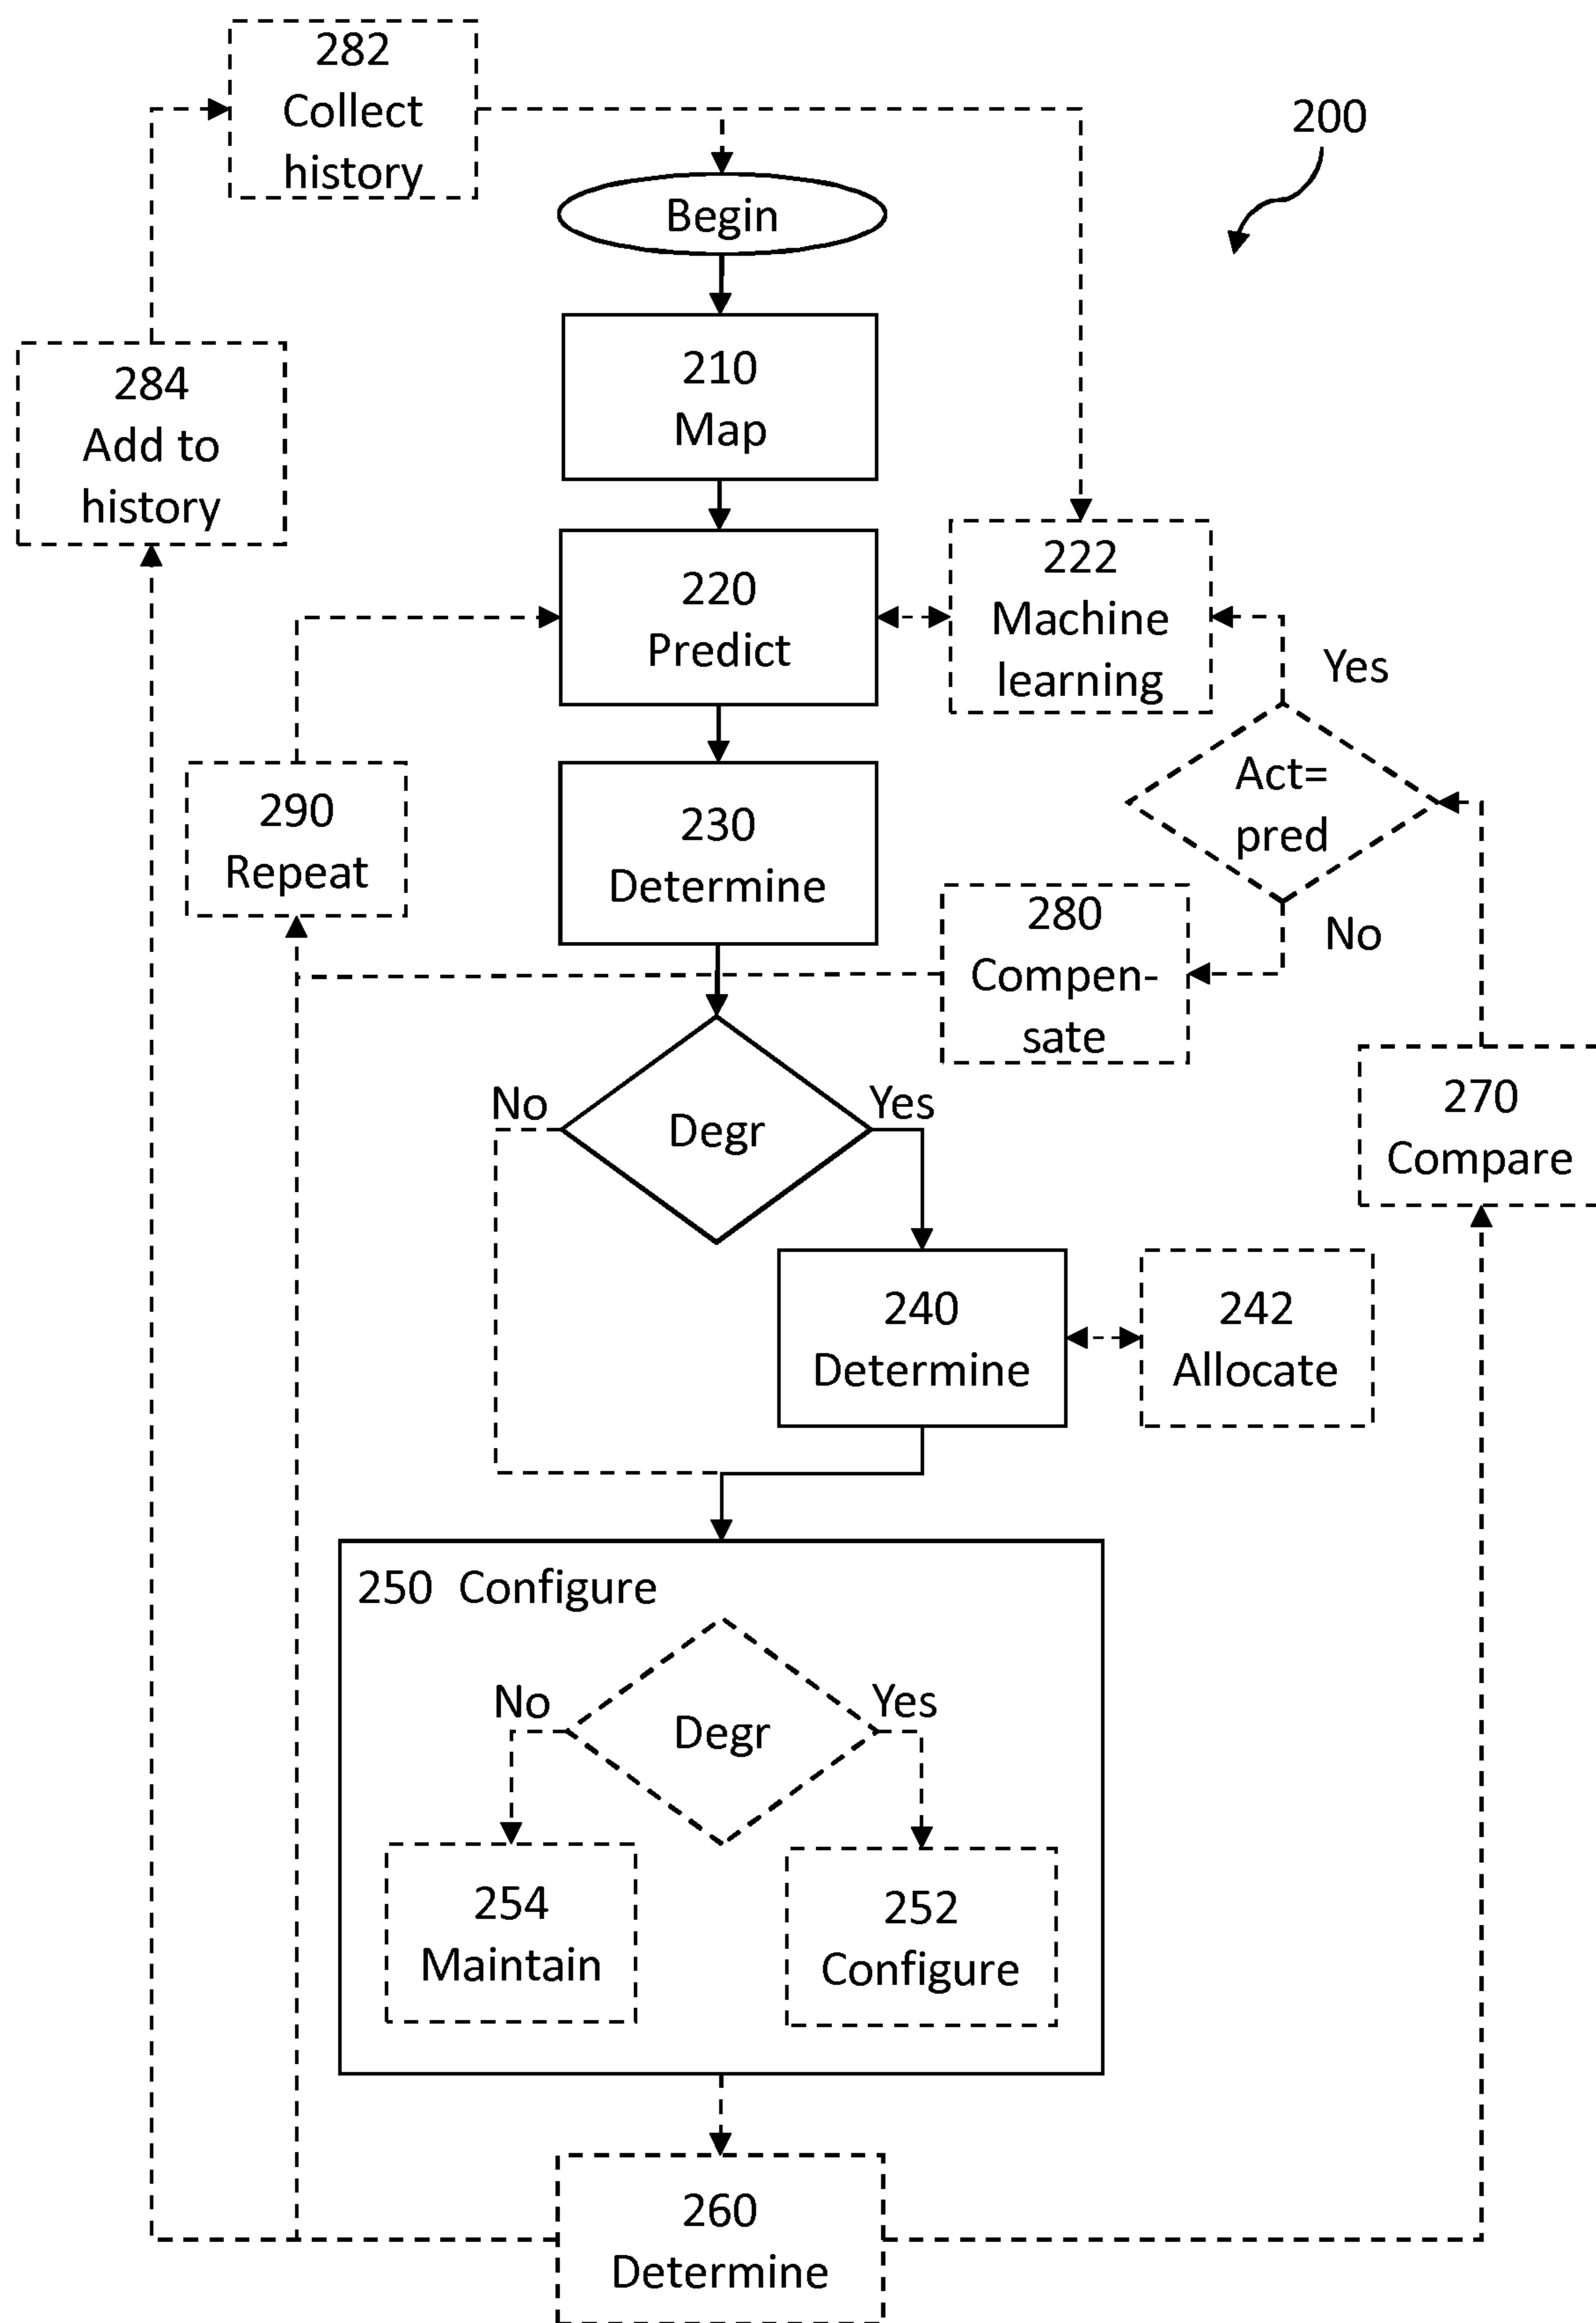 282
Collect
history
200
Begin
210
Map
284
Add to
history
220
Predict
222
Machine
learning
Yes
Act=
pred
No
290
Repeat
230
Determine
280
Compen-
sate
No
Degr
Yes
270
Compare
240
Determine
242
Allocate
250 Configure
No
Degr
Yes
254
Maintain
252
Configure
260
Determine